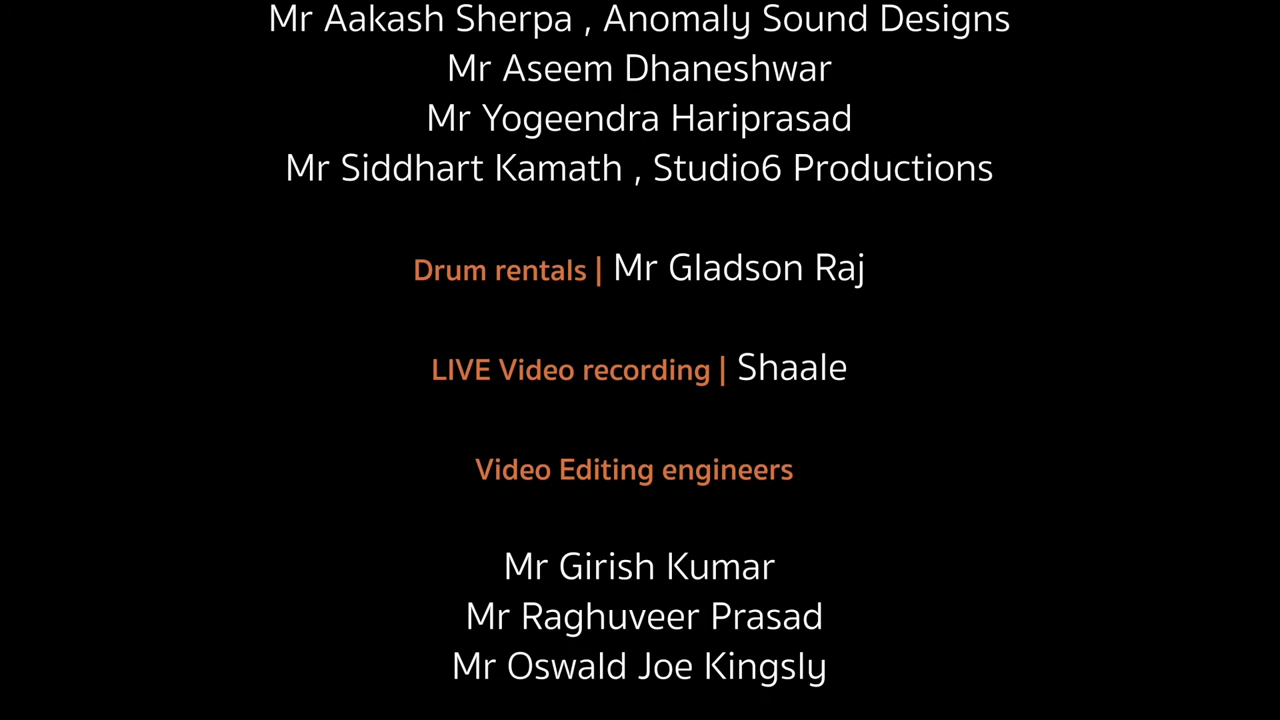 Mr Aakash Sherpa , Anomaly Sound Designs
Mr Aseem Dhaneshwar
Mr Yogeendra Hariprasad
Mr Siddhart Kamath , Studio6 Productions
Drum rentals | Mr Gladson Raj
LIVE Video recording | Shaale
Video Editing engineers
Mr Girish Kumar
Mr Raghuveer Prasad
Mr Oswald Joe Kingsly